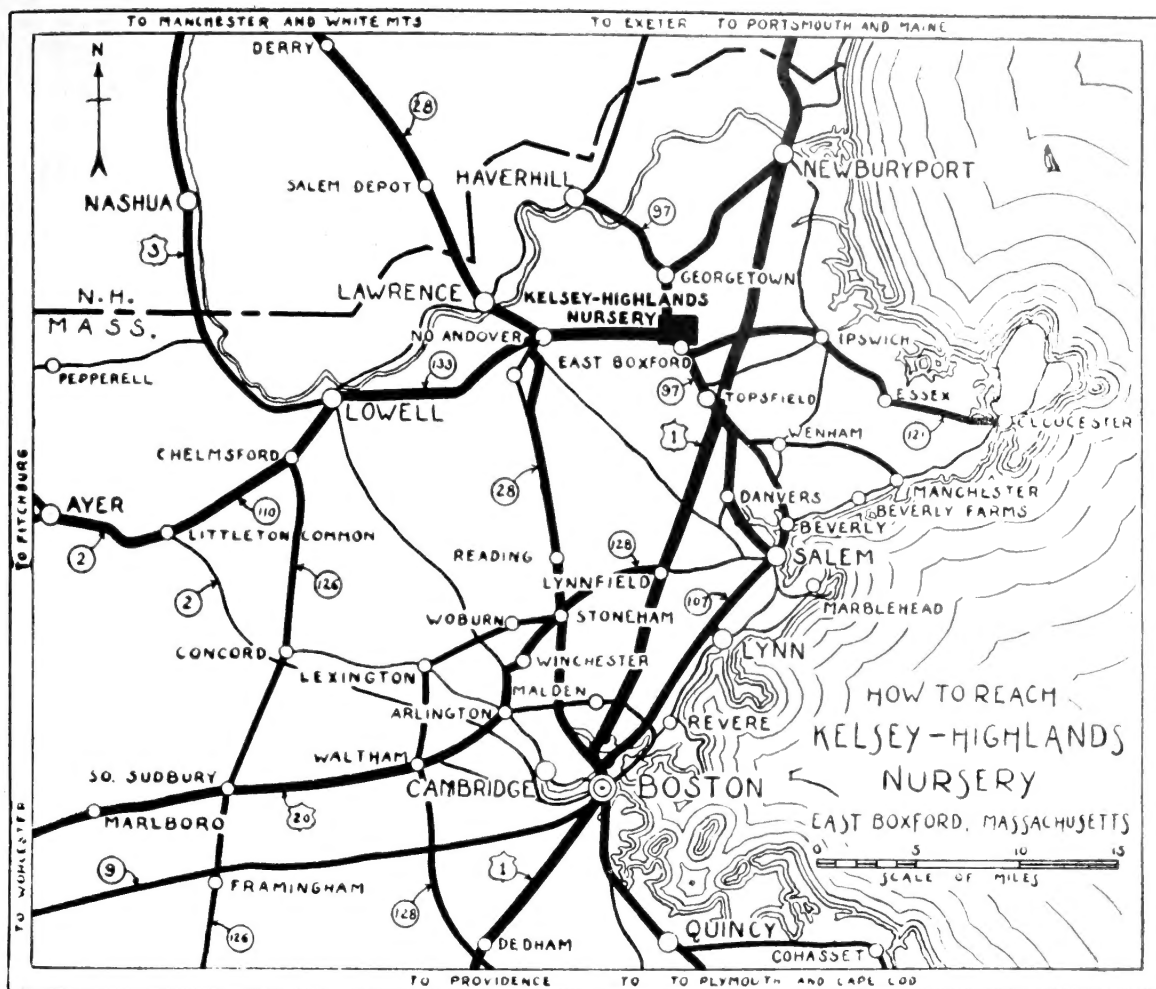 TO MANCHESTER AND WHITE MTS TO EXETER TO PORTSMOUTH AND MAINE
N
DERRY
28
SALEM DEPOT
HAVERHILL
NEWBURYPORT
NASHUA
97
3
GEORGETOWN
N.H.
MASS.
LAWRENCE
KELSEY-HIGHLANDS
NURSERY
NO ANDOVER
EAST BOXFORD
IPSWICH
PEPPERELL
133
97
LOWELL
TOPSFIELD
ESSEX
121
GLOUCESTER
1
WENHAM
CHELMSFORD
28
DANVERS
MANCHESTER
BEVERLY FARMS
AYER
110
BEVERLY
TO FITCHBURG
2
LITTLETON COMMON
READING
128
SALEM
LYNNFIELD
126
2
107
MARBLEHEAD
WOBURN
STONEHAM
CONCORD
LEXINGTON
WINCHESTER
LYNN
MALDEN
ARLINGTON
REVERE
HOW TO REACH
KELSEY-HIGHLANDS
NURSERY
EAST BOXFORD, MASSACHUSETTS
0 5 10 15
SCALE OF MILES
WALTHAM
SO. SUDBURY
CAMBRIDGE
BOSTON
MARLBORO
20
TO WORCESTER
9
1
FRAMINGHAM
128
126
DEDHAM
QUINCY
COHASSET
TO PROVIDENCE TO TO PLYMOUTH AND CAPE COD